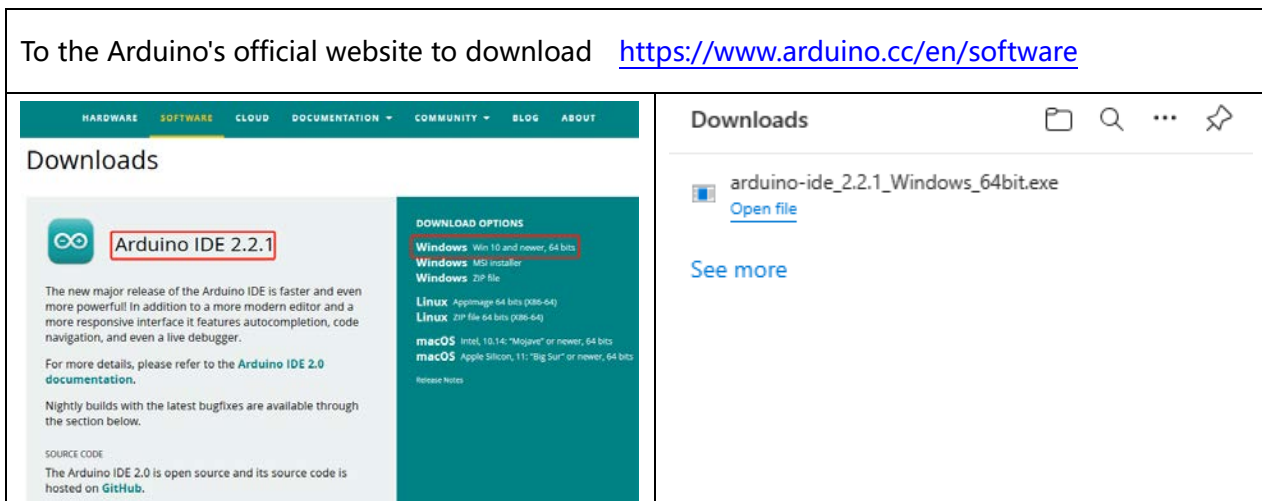 To the Arduino's official website to download https://www.arduino.cc/en/software
HARDWARE SOFTWARE CLOUD DOCUMENTATION COMMUNITY BLOG ABOUT
Downloads
Arduino IDE 2.2.1
The new major release of the Arduino IDE is faster and even
more powerful! In addition to a more modern editor and a
more responsive interface it features autocompletion, code
navigation, and even a live debugger.
For more details, please refer to the Arduino IDE 2.0
documentation.
Nightly builds with the latest bugfixes are available through
the section below.
SOURCE CODE
The Arduino IDE 2.0 is open source and its source code is
hosted on GitHub.
DOWNLOAD OPTIONS
Windows Win 10 and newer, 64 bits
Windows MSI installer
Windows ZIP file
Linux AppImage 64 bits (X86-64)
Linux ZIP file 64 bits (X86-64)
macOS Intel, 10.14: "Mojave" or newer, 64 bits
macOS Apple Silicon, 11: "Big Sur" or newer, 64 bits
Release Notes
Downloads
arduino-ide_2.2.1_Windows_64bit.exe
Open file
See more